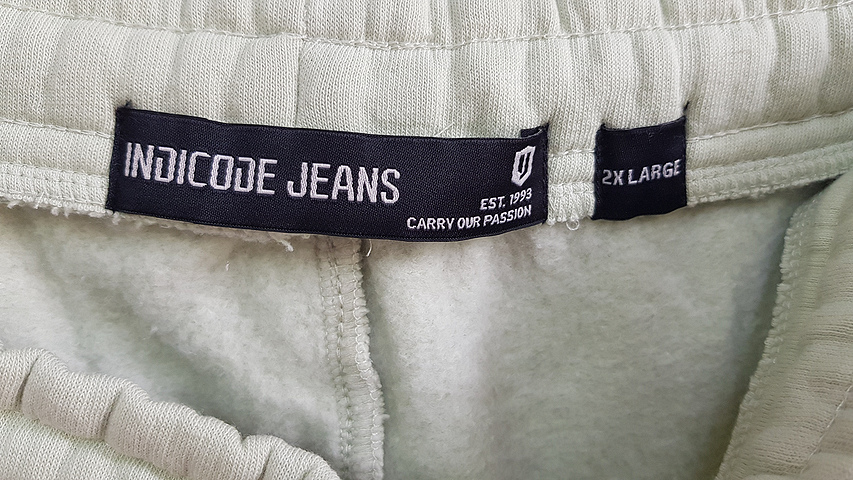 INDICODE JEANS
EST. 1993
CARRY OUR PASSION
2X LARGE